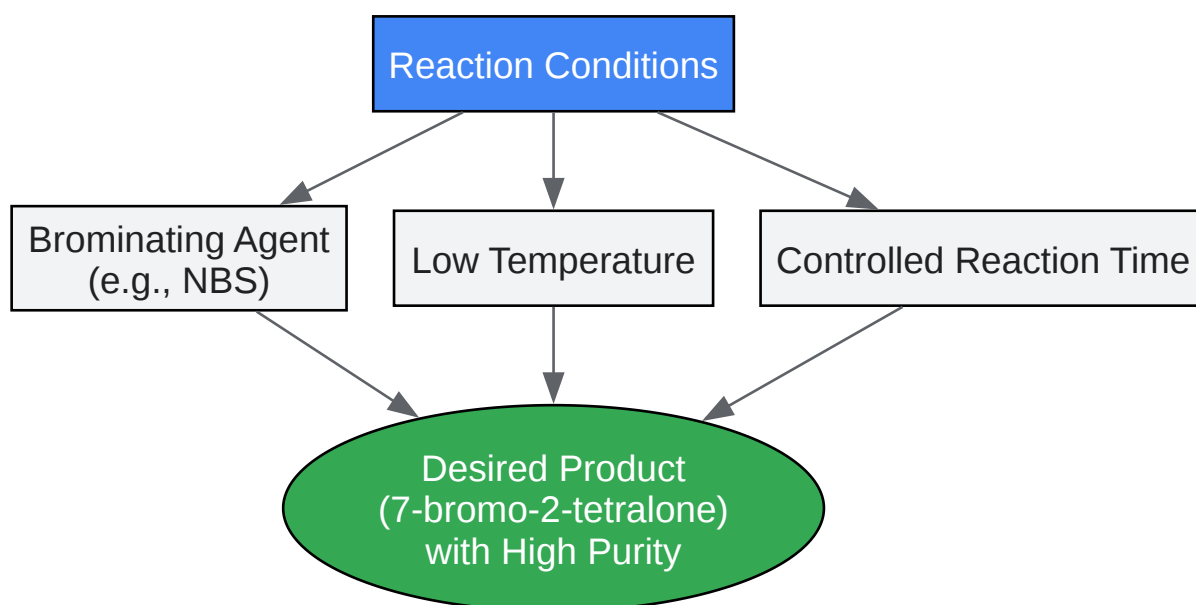 Reaction Conditions
Brominating Agent
(e.g., NBS)
Low Temperature
Controlled Reaction Time
Desired Product
(7-bromo-2-tetralone)
with High Purity